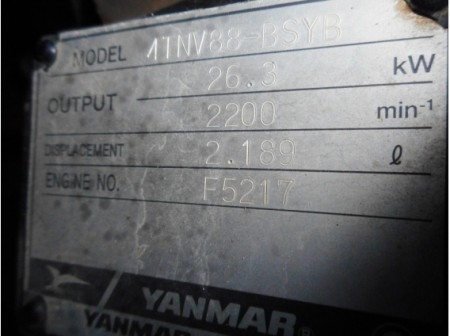 MODEL 4TNV88-BSYB
OUTPUT 26.3 kW
2200 min⁻¹
DISPLACEMENT 2.189 ℓ
ENGINE NO. F5217
YANMAR®
YANMAR